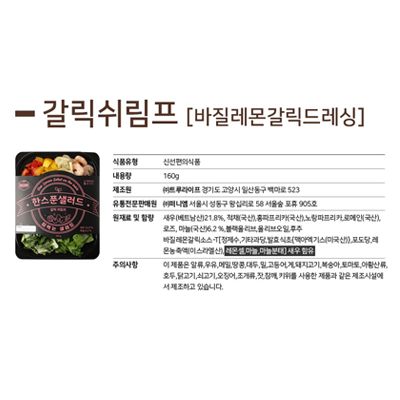 갈릭쉬림프 [바질레몬갈릭드레싱]
한스푼샐러드
식품유형 신선편의식품
내용량 160g
제조원 ㈜트루라이프 경기도 고양시 일산동구 백마로 523
유통전문판매원 ㈜퍼니엠 서울시 성동구 왕십리로 58 서울숲 포휴 905호
원재료 및 함량 새우(베트남산)21.8%, 적채(국산),홍파프리카(국산),노랑파프리카,로메인(국산),
로즈, 마늘(국산)6.2 %,블랙올리브,올리브오일,후추
바질레몬갈릭소스-T[정제수,기타과당,발효식초{맥아엑기스(미국산)},포도당,레
몬농축액(이스라엘산), 레몬셀,마늘,마늘분태] 새우 함유
주의사항 이 제품은 알류,우유,메밀,땅콩,대두,밀,고등어,게,돼지고기,복숭아,토마토,아황산류,
호두,닭고기,쇠고기,오징어,조개류,잣,참깨,키위를 사용한 제품과 같은 제조시설에
서 제조하고 있습니다.